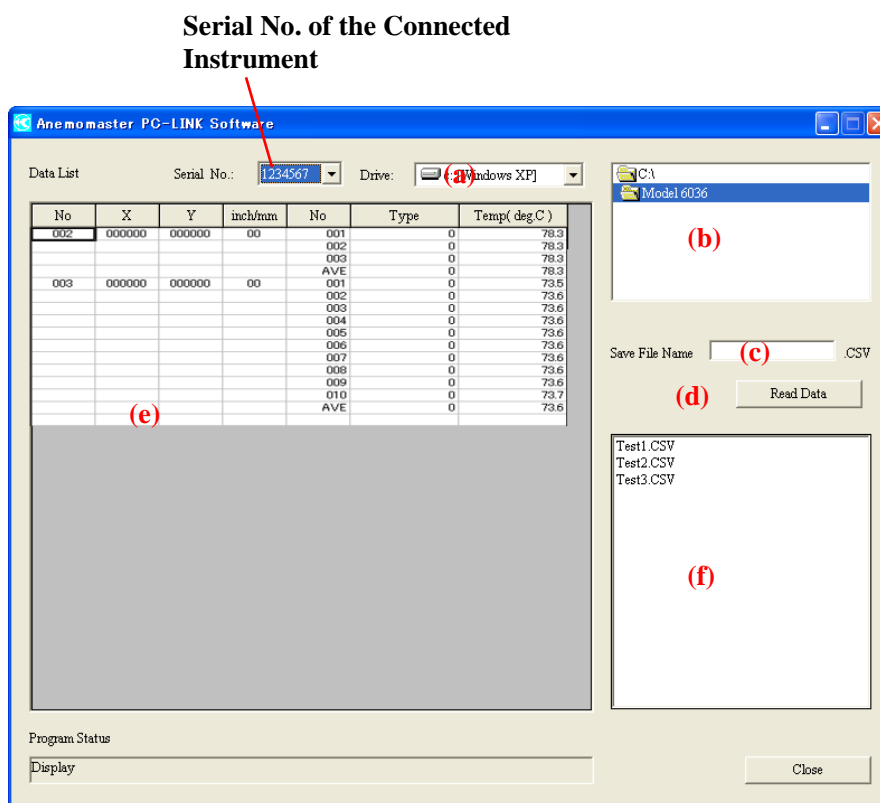 Serial No. of the Connected
Instrument
Anemomaster PC-LINK Software
Data List Serial No.: 1234567 Drive: (a) Windows XP]
No X Y inch/mm No Type Temp( deg.C )
002 000000 000000 00 001 0 78.3
002 0 78.3
003 0 78.3
AVE 0 78.3
003 000000 000000 00 001 0 73.5
002 0 73.6
003 0 73.6
004 0 73.6
005 0 73.6
006 0 73.6
007 0 73.6
008 0 73.6
009 0 73.6
010 0 73.7
AVE 0 73.6
(e)
C:\
Model 6036
(b)
Save File Name (c) .CSV
(d) Read Data
Test1.CSV
Test2.CSV
Test3.CSV
(f)
Program Status
Display
Close